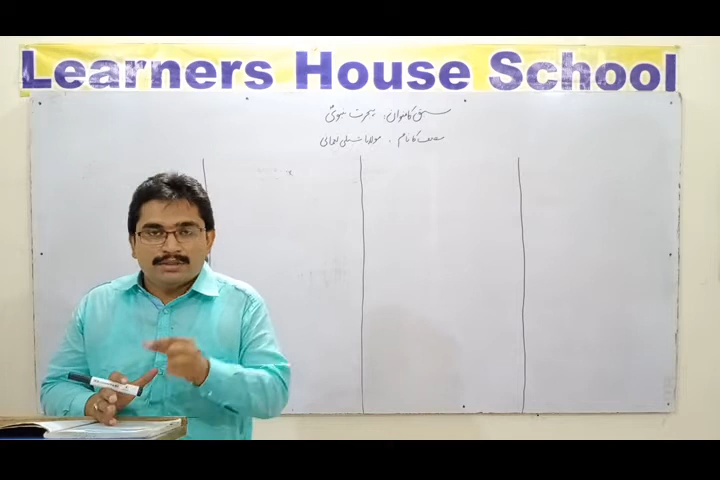 Learners House School
سبق کا عنوان: ہجرت نبویؐ
مصنف کا نام: مولانا شبلی نعمانی